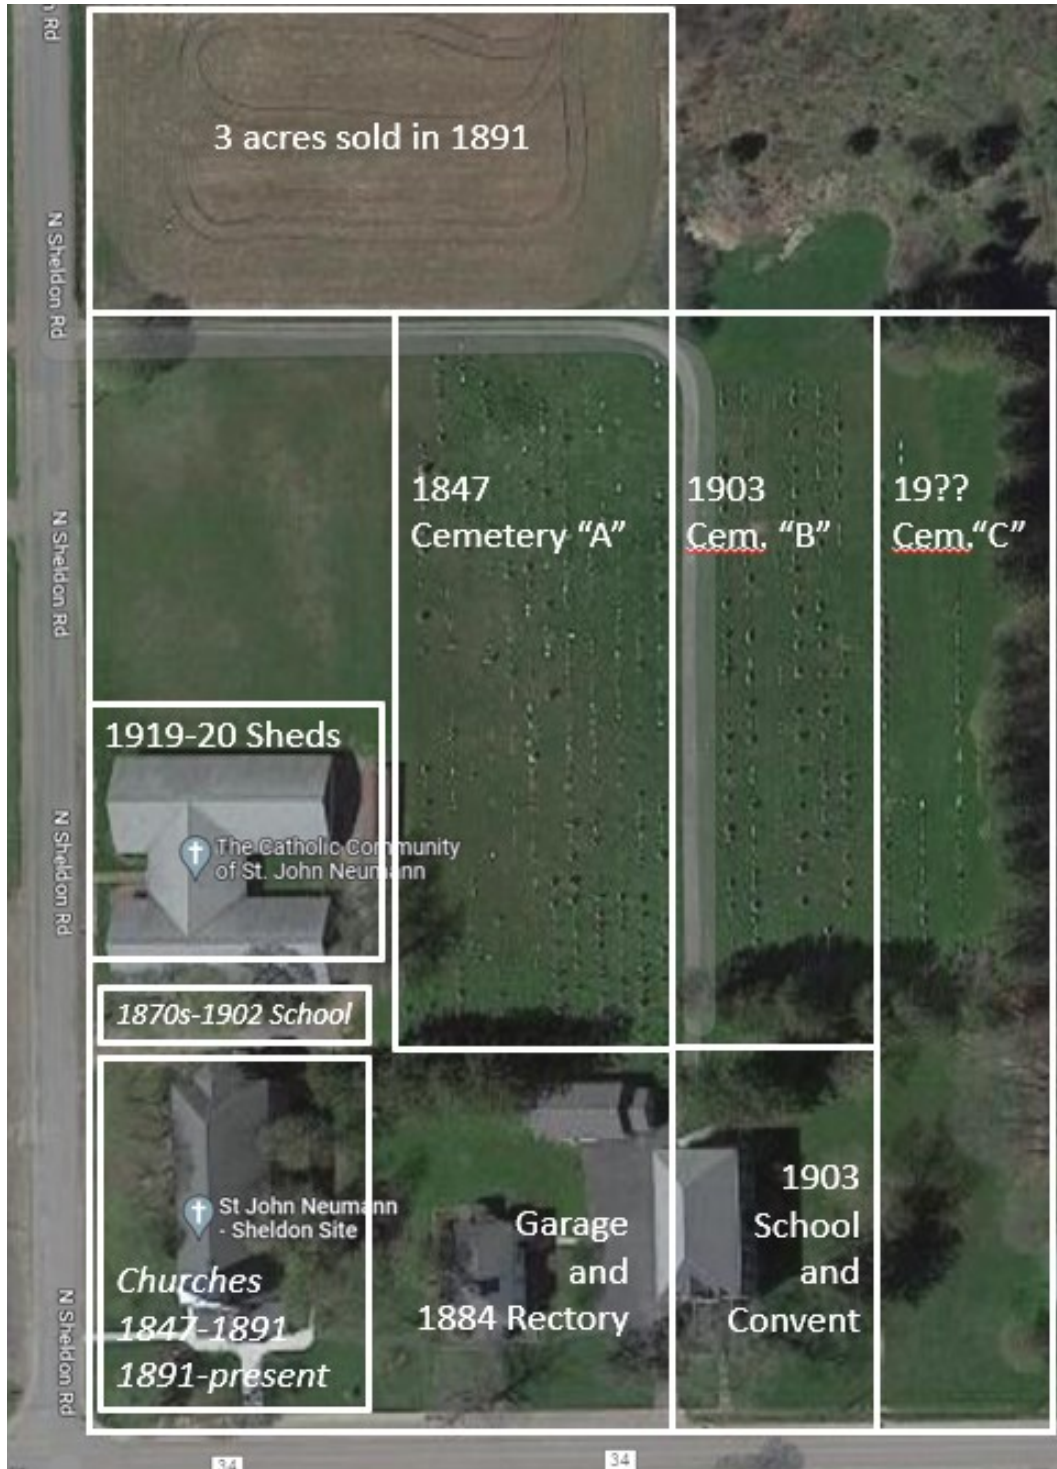 n Rd
3 acres sold in 1891
N Sheldon Rd
1847
Cemetery “A”
1903
Cem. “B”
19??
Cem.“C”
N Sheldon Rd
1919-20 Sheds
The Catholic Community
of St. John Neumann
N Sheldon Rd
1870s-1902 School
St John Neumann
- Sheldon Site
Churches
1847-1891
1891-present
Garage
and
1884 Rectory
1903
School
and
Convent
N Sheldon Rd
34
34